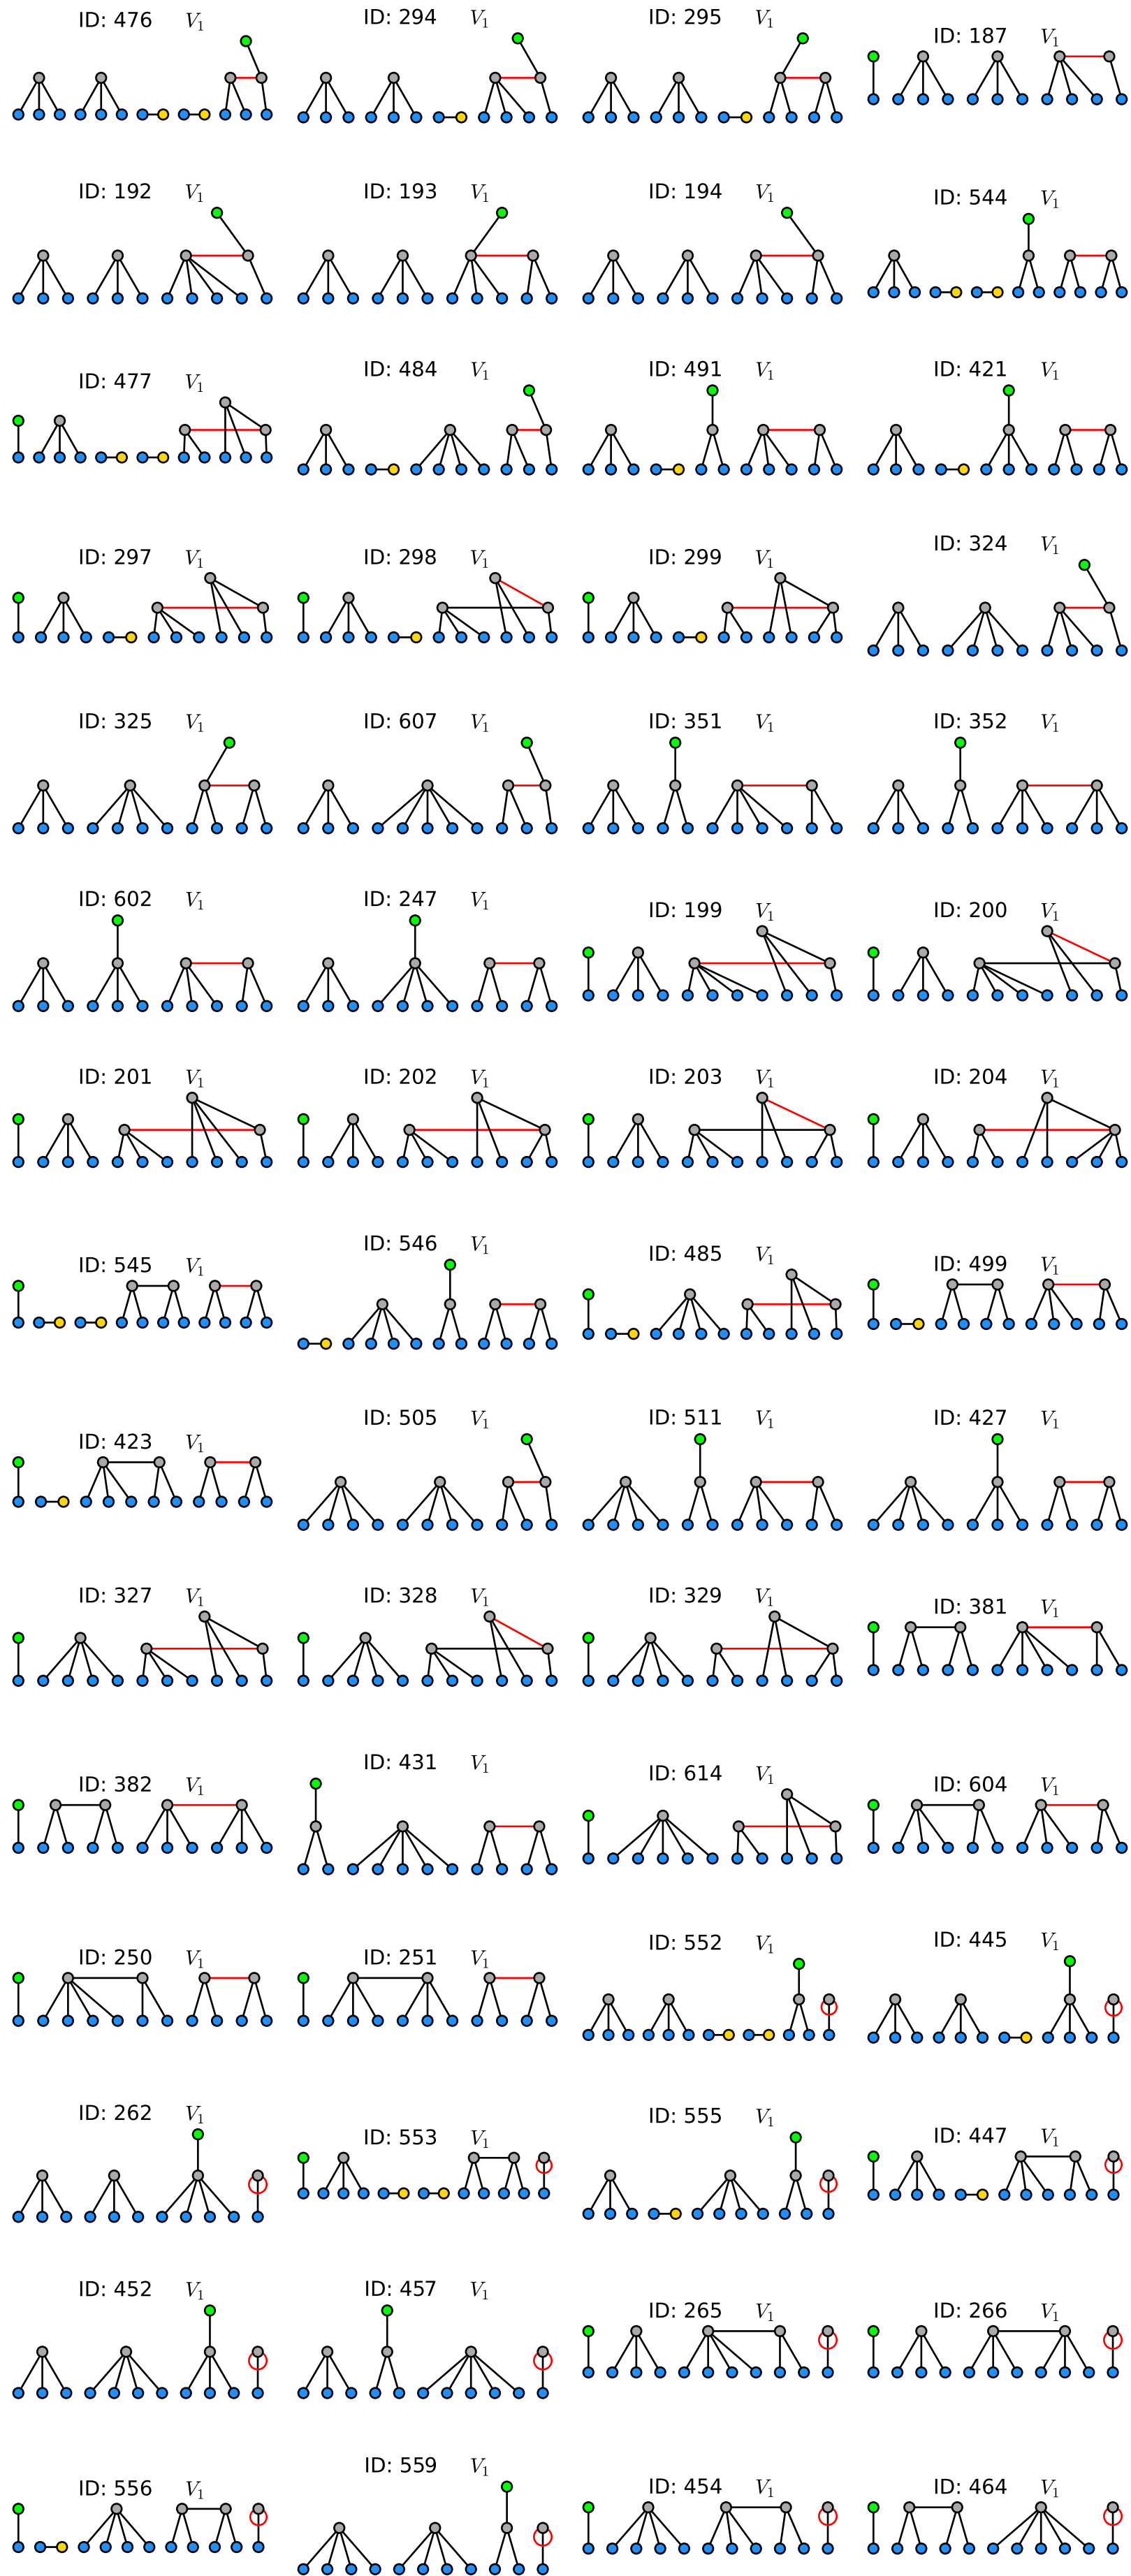 ID: 476 V₁
ID: 294 V₁
ID: 295 V₁
ID: 187 V₁
ID: 192 V₁
ID: 193 V₁
ID: 194 V₁
ID: 544 V₁
ID: 477 V₁
ID: 484 V₁
ID: 491 V₁
ID: 421 V₁
ID: 297 V₁
ID: 298 V₁
ID: 299 V₁
ID: 324 V₁
ID: 325 V₁
ID: 607 V₁
ID: 351 V₁
ID: 352 V₁
ID: 602 V₁
ID: 247 V₁
ID: 199 V₁
ID: 200 V₁
ID: 201 V₁
ID: 202 V₁
ID: 203 V₁
ID: 204 V₁
ID: 545 V₁
ID: 546 V₁
ID: 485 V₁
ID: 499 V₁
ID: 423 V₁
ID: 505 V₁
ID: 511 V₁
ID: 427 V₁
ID: 327 V₁
ID: 328 V₁
ID: 329 V₁
ID: 381 V₁
ID: 382 V₁
ID: 431 V₁
ID: 614 V₁
ID: 604 V₁
ID: 250 V₁
ID: 251 V₁
ID: 552 V₁
ID: 445 V₁
ID: 262 V₁
ID: 553 V₁
ID: 555 V₁
ID: 447 V₁
ID: 452 V₁
ID: 457 V₁
ID: 265 V₁
ID: 266 V₁
ID: 556 V₁
ID: 559 V₁
ID: 454 V₁
ID: 464 V₁